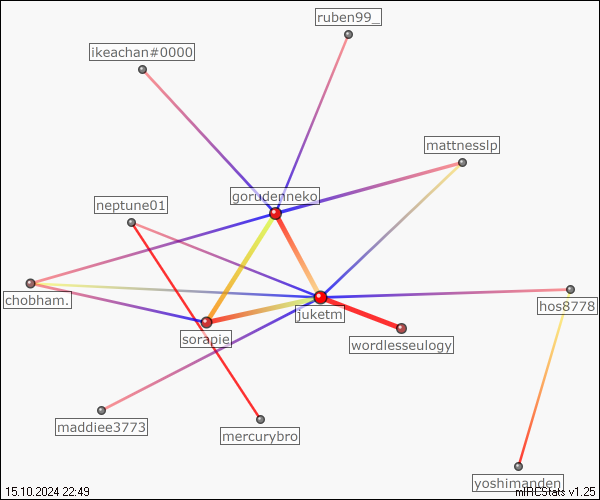 ruben99_
ikeachan#0000
mattnesslp
gorudenneko
neptune01
chobham.
hos8778
juketm
sorapie
wordlesseulogy
maddiee3773
mercurybro
yoshimanden
15.10.2024 22:49
mIRCStats v1.25